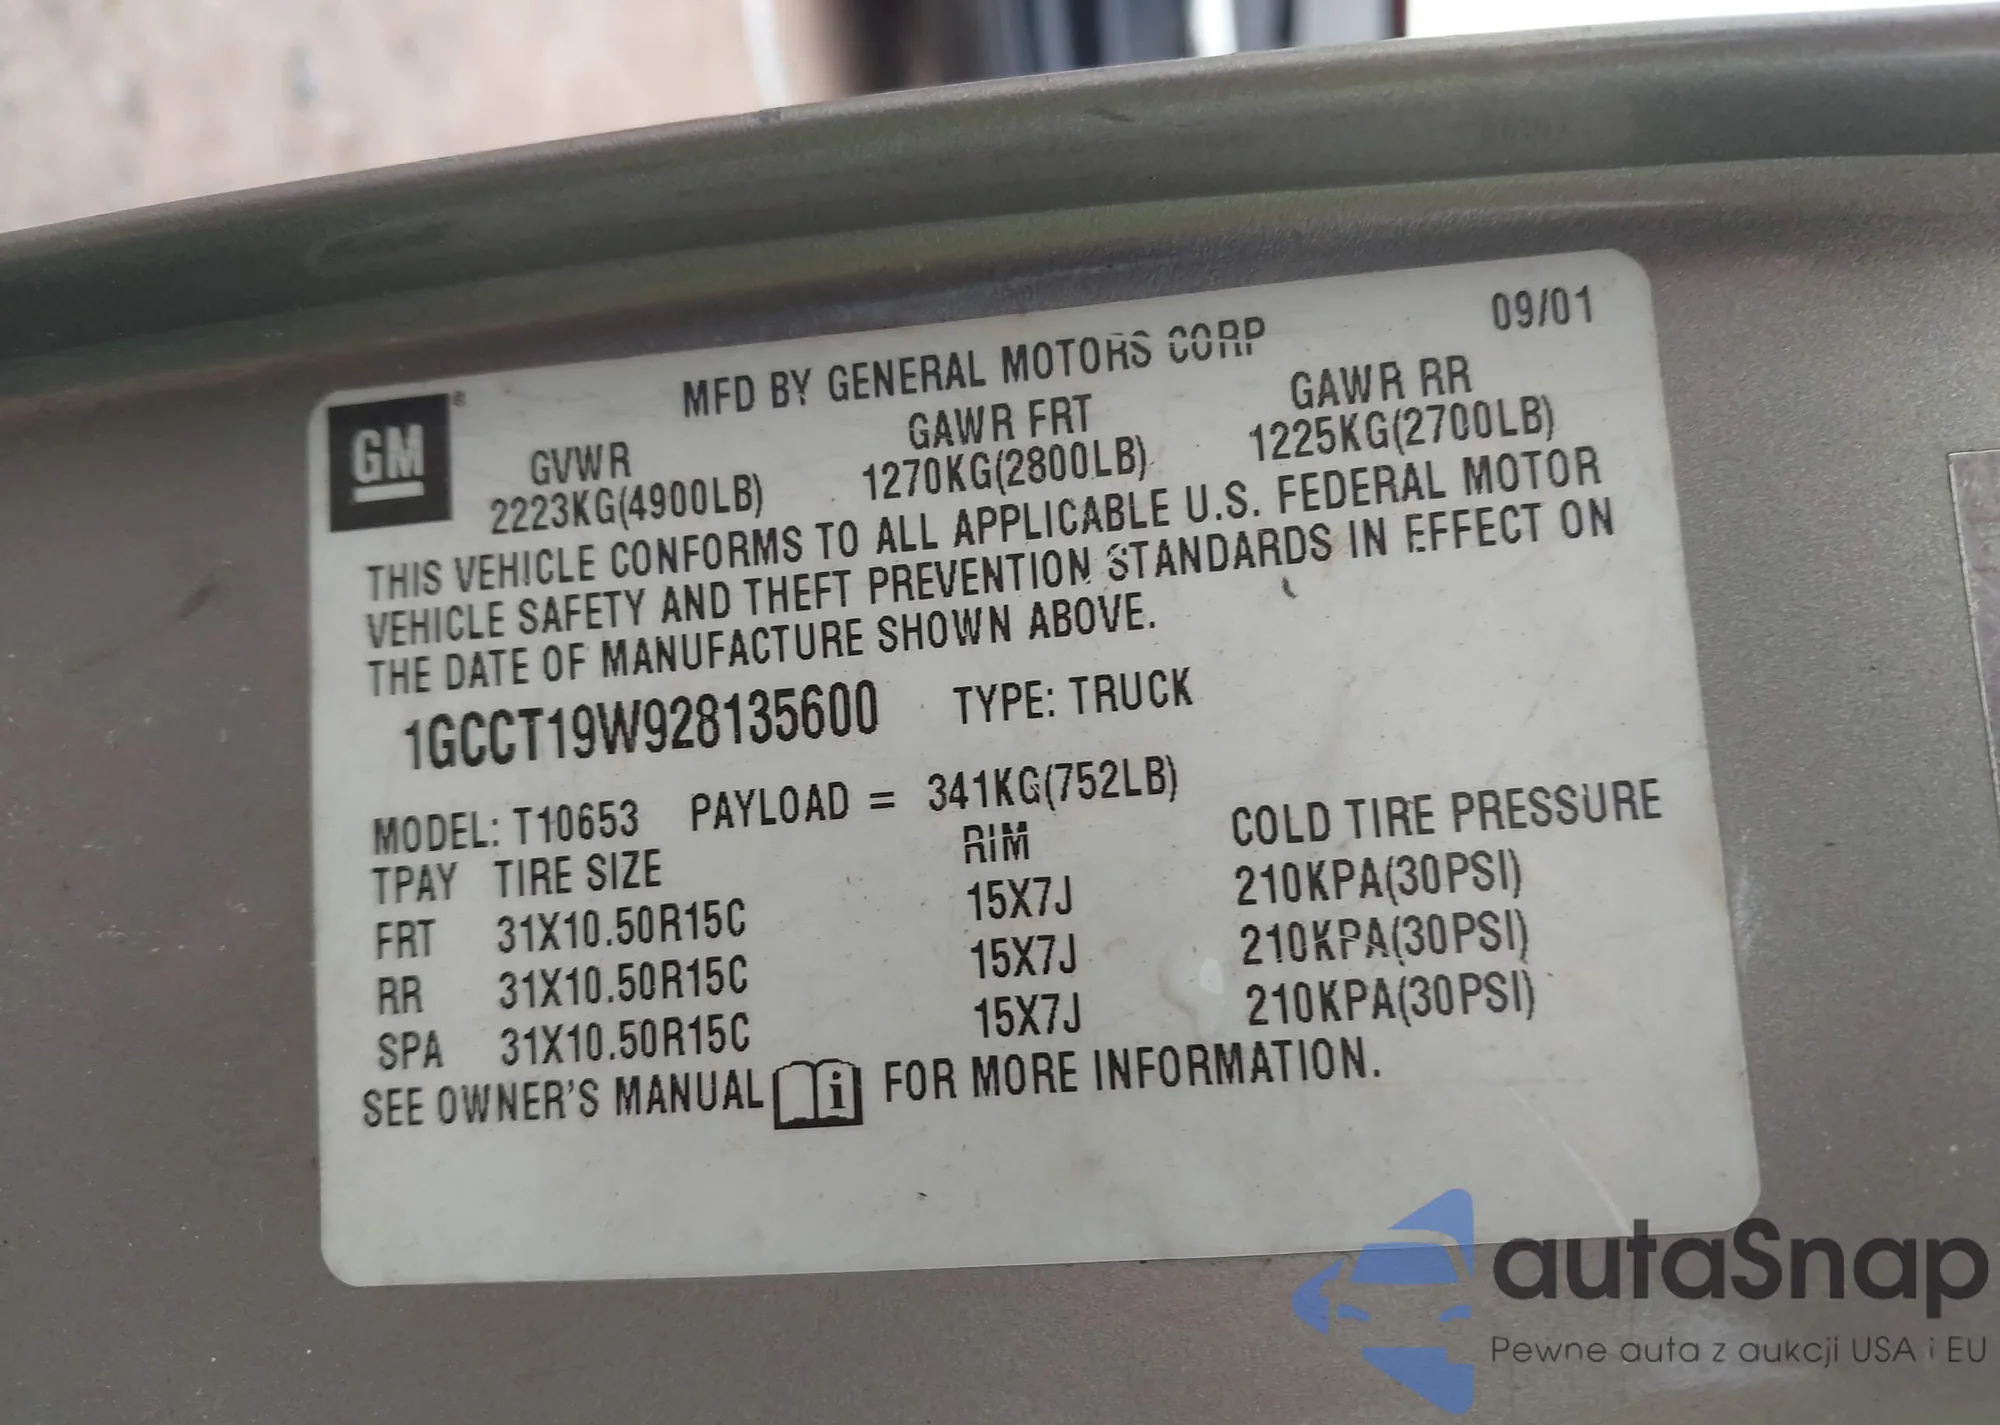 09/01
MFD BY GENERAL MOTORS CORP
GM®
GVWR GAWR FRT GAWR RR
2223KG(4900LB) 1270KG(2800LB) 1225KG(2700LB)
THIS VEHICLE CONFORMS TO ALL APPLICABLE U.S. FEDERAL MOTOR
VEHICLE SAFETY AND THEFT PREVENTION STANDARDS IN EFFECT ON
THE DATE OF MANUFACTURE SHOWN ABOVE.
1GCCT19W928135600 TYPE: TRUCK
MODEL: T10653 PAYLOAD = 341KG(752LB)
TPAY TIRE SIZE RIM COLD TIRE PRESSURE
FRT 31X10.50R15C 15X7J 210KPA(30PSI)
RR 31X10.50R15C 15X7J 210KPA(30PSI)
SPA 31X10.50R15C 15X7J 210KPA(30PSI)
SEE OWNER'S MANUAL i FOR MORE INFORMATION.
autaSnap
Pewne auta z aukcji USA i EU